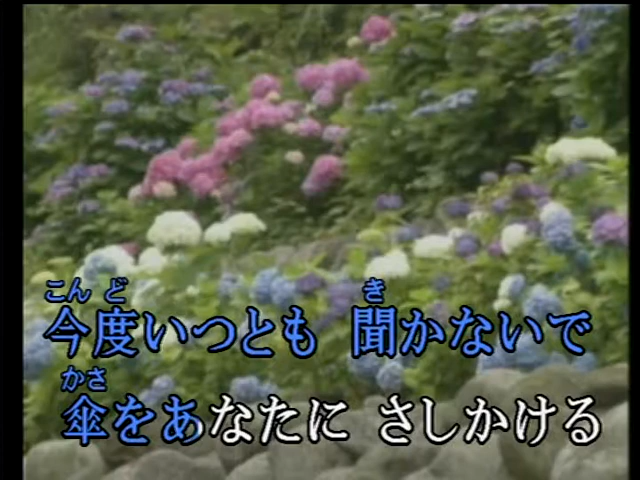 こんど き
今度いつとも 聞かないで
かさ
傘をあなたに さしかける